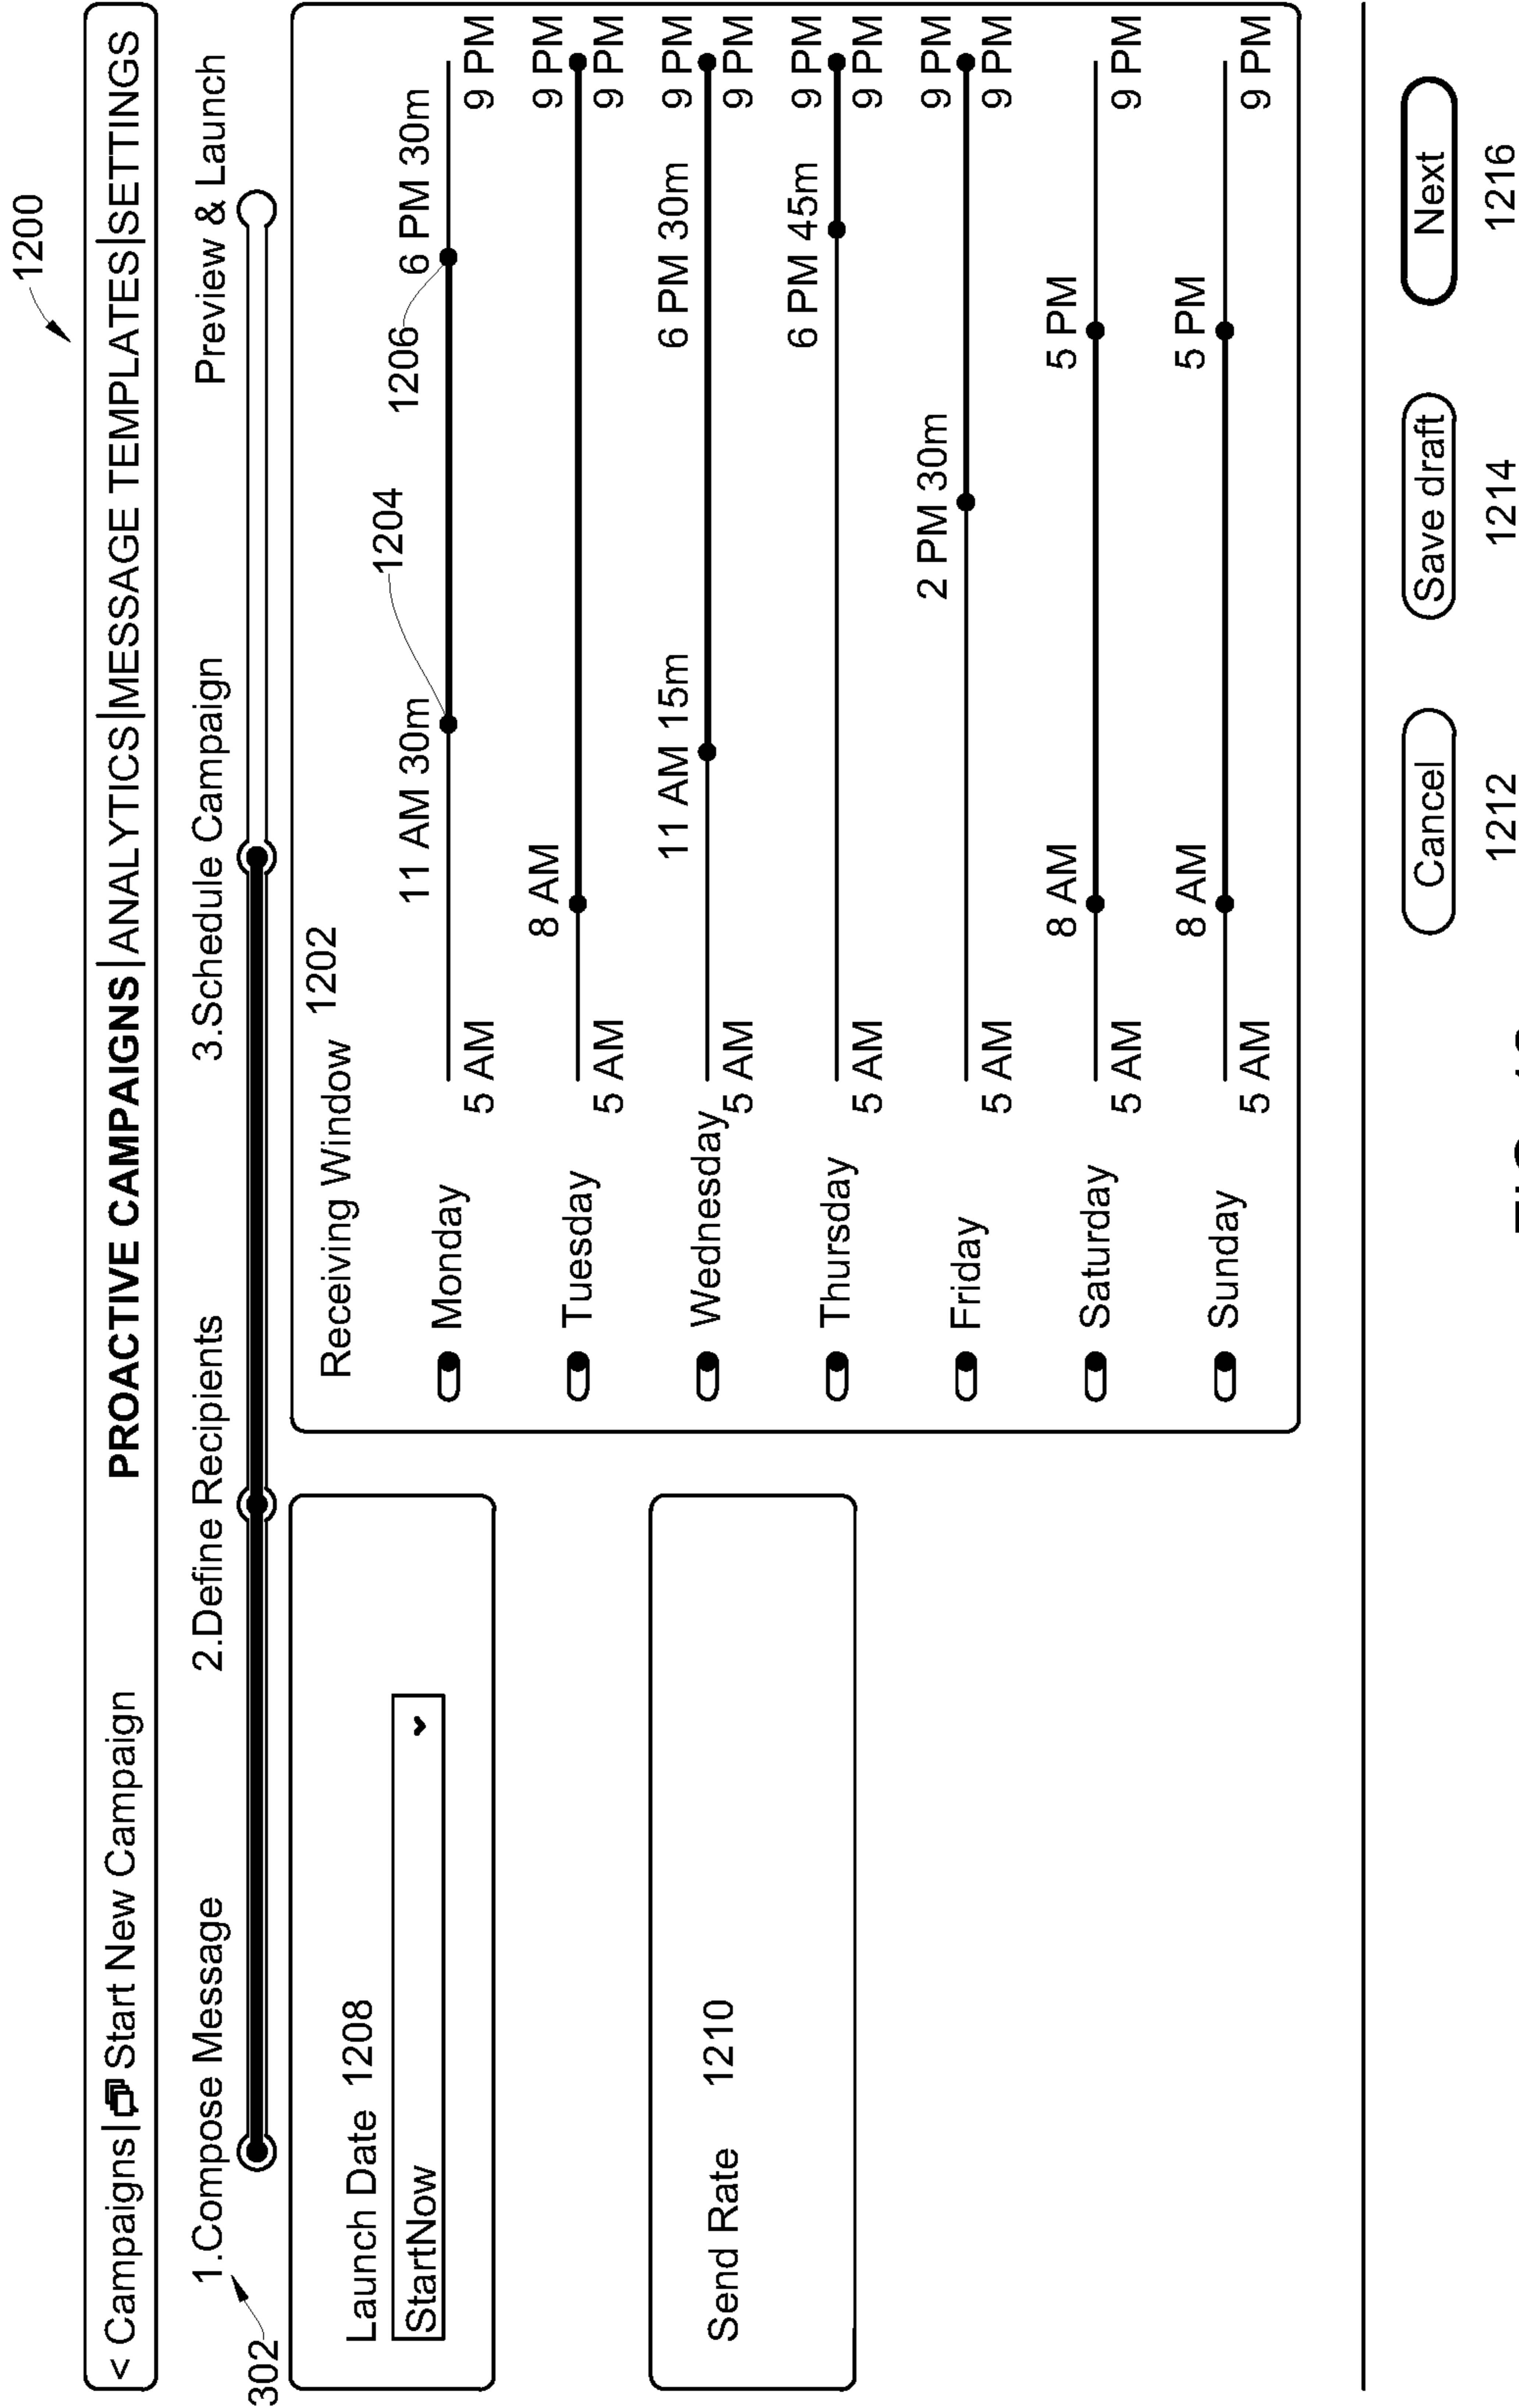 1200
< Campaigns| Start New Campaign PROACTIVE CAMPAIGNS|ANALYTICS|MESSAGE TEMPLATES|SETTINGS
302
1.Compose Message 2.Define Recipients 3.Schedule Campaign Preview & Launch
Launch Date 1208
StartNow
Send Rate 1210
Receiving Window 1202
1204
1206
11 AM 30m 6 PM 30m
Monday
5 AM 9 PM
8 AM 9 PM
Tuesday
5 AM 9 PM
11 AM 15m 6 PM 30m 9 PM
Wednesday
5 AM 9 PM
6 PM 45m 9 PM
Thursday
5 AM 9 PM
2 PM 30m 9 PM
Friday
5 AM 9 PM
8 AM 5 PM
Saturday
5 AM 9 PM
8 AM 5 PM
Sunday
5 AM 9 PM
Cancel Save draft Next
1212 1214 1216